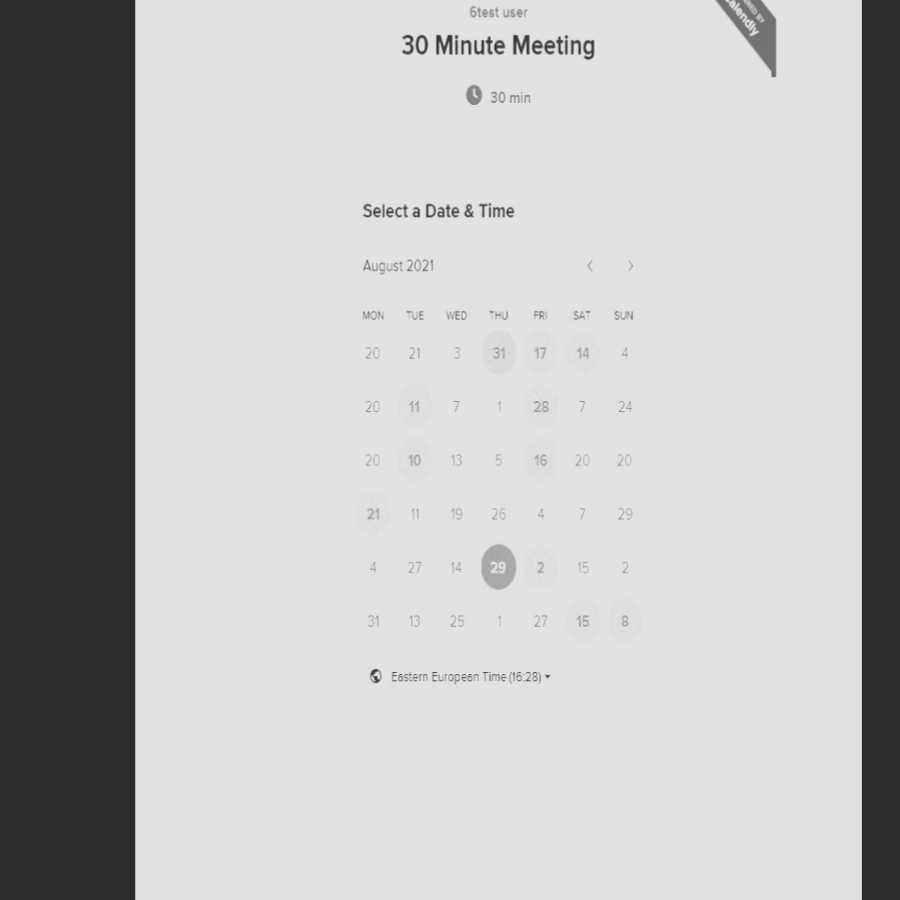 6test user
30 Minute Meeting
30 min
Calendly
Select a Date & Time
August 2021
MON TUE WED THU FRI SAT SUN
20 21 3 31 17 14 4
20 11 7 1 28 7 24
20 10 13 5 16 20 20
21 11 19 26 4 7 29
4 27 14 29 2 15 2
31 13 25 1 27 15 8
Eastern European Time (16:28)